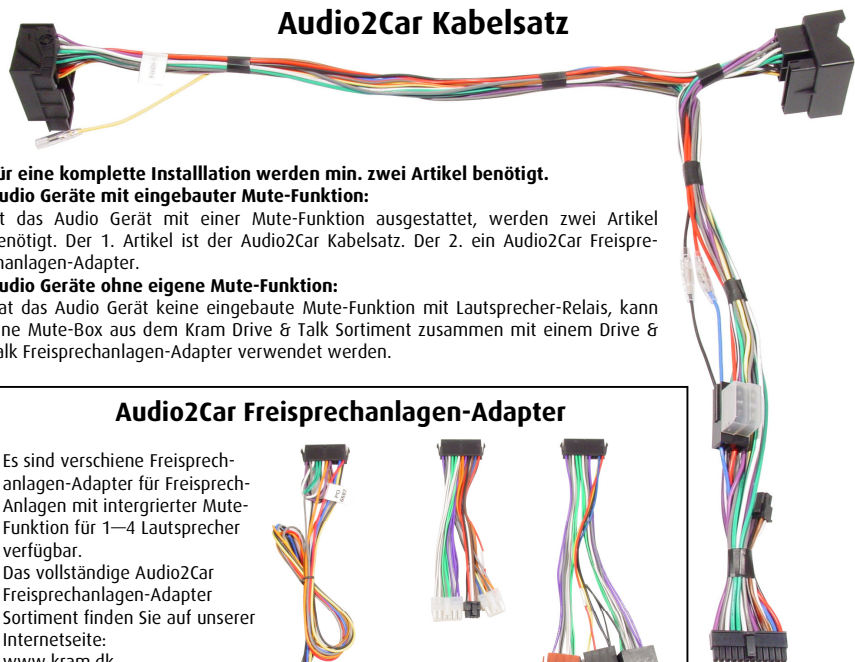 Audio2Car Kabelsatz
ür eine komplette Installlation werden min. zwei Artikel benötigt.
udio Geräte mit eingebauter Mute-Funktion:
t das Audio Gerät mit einer Mute-Funktion ausgestattet, werden zwei Artikel
enötigt. Der 1. Artikel ist der Audio2Car Kabelsatz. Der 2. ein Audio2Car Freispre-
hanlagen-Adapter.
udio Geräte ohne eigene Mute-Funktion:
at das Audio Gerät keine eingebaute Mute-Funktion mit Lautsprecher-Relais, kann
ne Mute-Box aus dem Kram Drive & Talk Sortiment zusammen mit einem Drive &
alk Freisprechanlagen-Adapter verwendet werden.
Audio2Car Freisprechanlagen-Adapter
Es sind verschiene Freisprech-
anlagen-Adapter für Freisprech-
Anlagen mit intergrierter Mute-
Funktion für 1—4 Lautsprecher
verfügbar.
Das vollständige Audio2Car
Freisprechanlagen-Adapter
Sortiment finden Sie auf unserer
Internetseite:
www.kram.dk